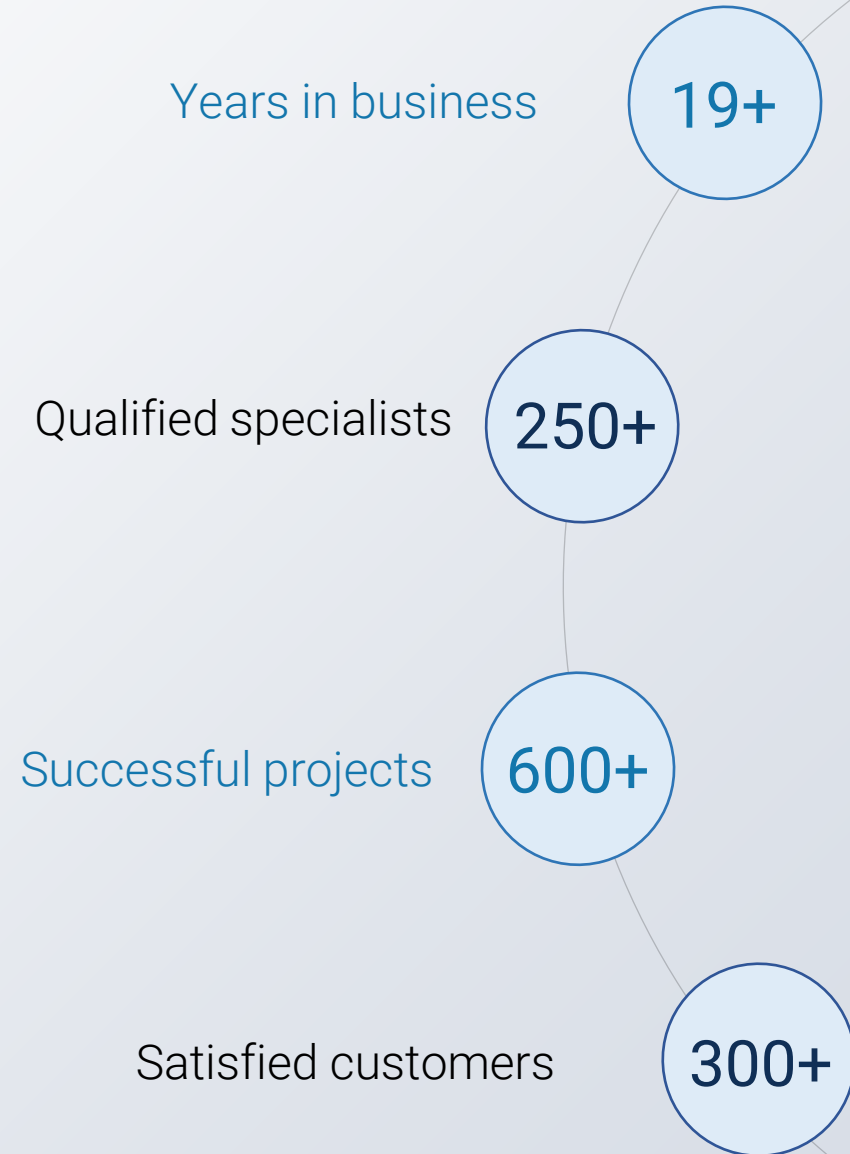 Years in business
19+
Qualified specialists
250+
Successful projects
600+
Satisfied customers
300+